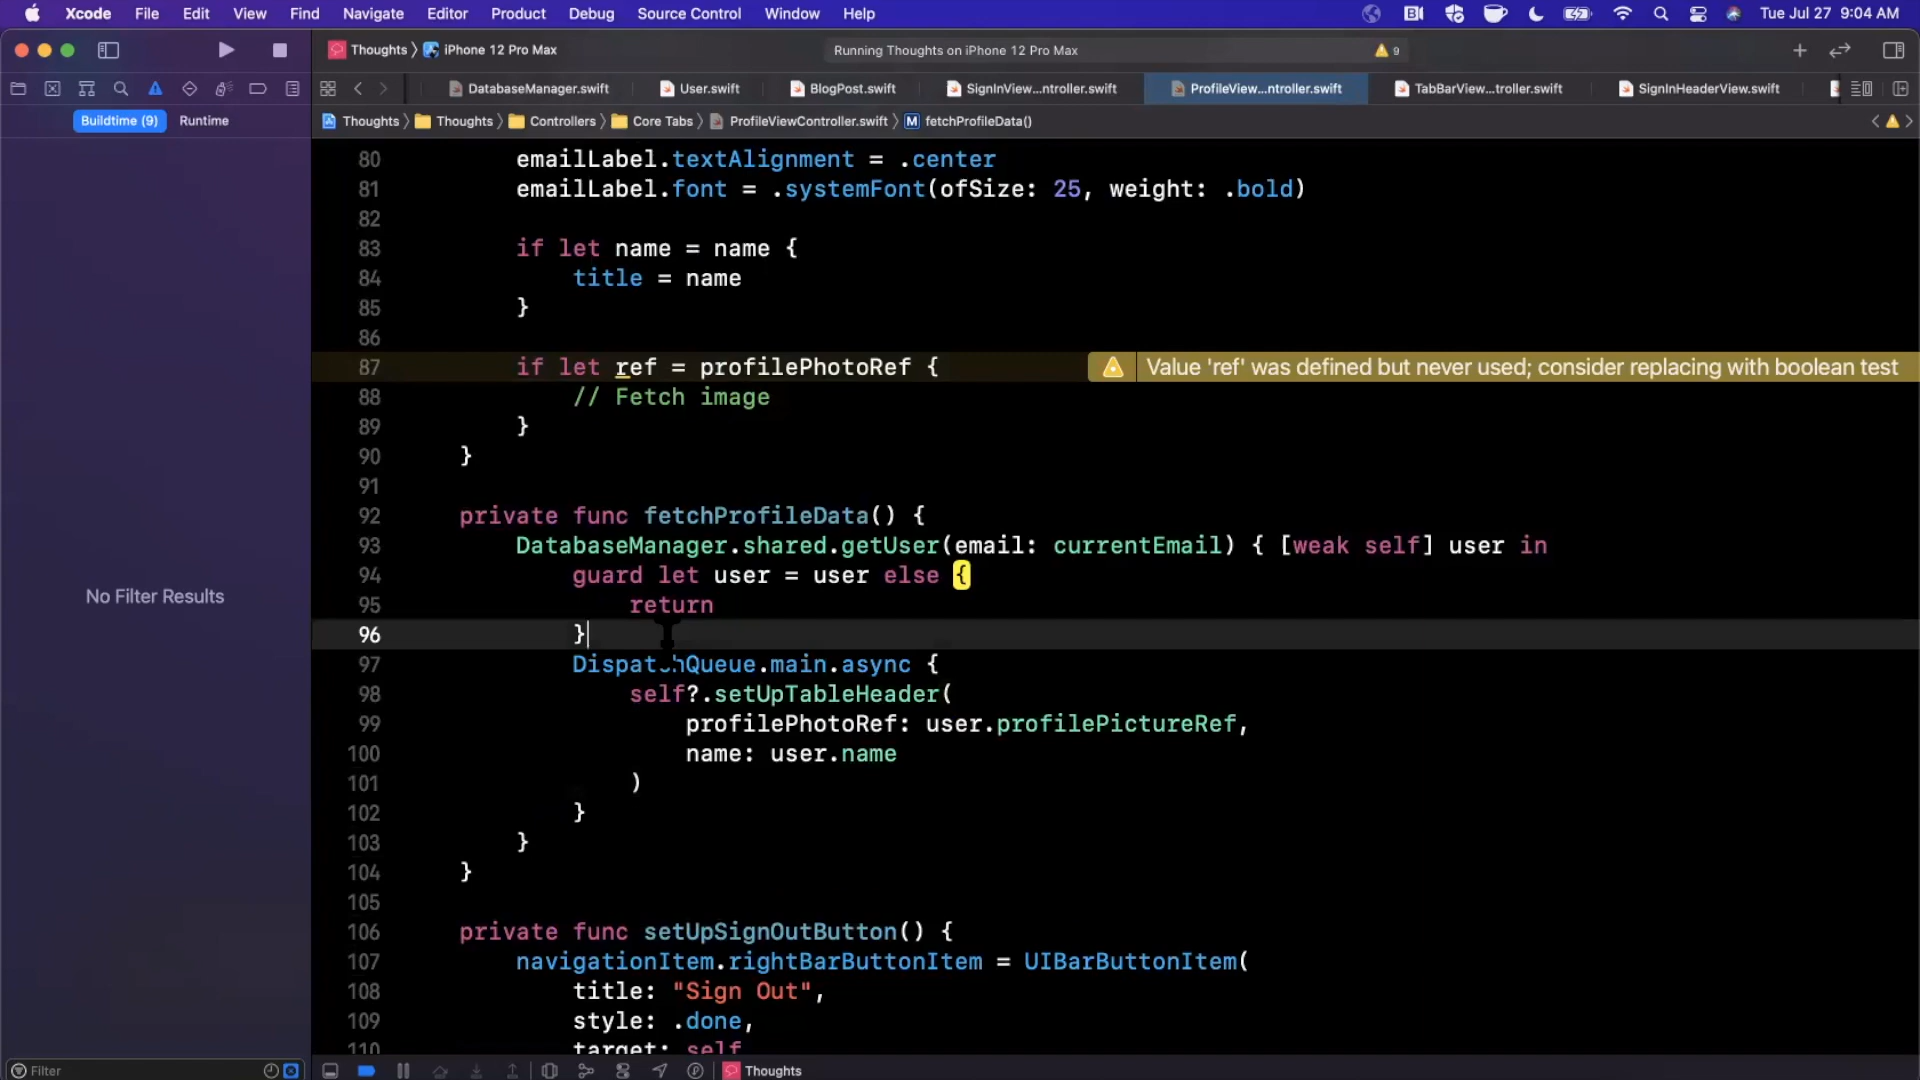 Xcode File Edit View Find Navigate Editor Product Debug Source Control Window Help Tue Jul 27 9:04 AM
Thoughts iPhone 12 Pro Max Running Thoughts on iPhone 12 Pro Max 9
DatabaseManager.swift User.swift BlogPost.swift SignInView...ntroller.swift ProfileView...ntroller.swift TabBarView...troller.swift SignInHeaderView.swift
Buildtime (9) Runtime
Thoughts Thoughts Controllers Core Tabs ProfileViewController.swift M fetchProfileData()
80 emailLabel.textAlignment = .center
81 emailLabel.font = .systemFont(ofSize: 25, weight: .bold)
82
83 if let name = name {
84 title = name
85 }
86
87 if let ref = profilePhotoRef { Value 'ref' was defined but never used; consider replacing with boolean test
88 // Fetch image
89 }
90 }
91
92 private func fetchProfileData() {
93 DatabaseManager.shared.getUser(email: currentEmail) { [weak self] user in
94 guard let user = user else {
95 return
No Filter Results
96 }
97 DispatchQueue.main.async {
98 self?.setUpTableHeader(
99 profilePhotoRef: user.profilePictureRef,
100 name: user.name
101 )
102 }
103 }
104 }
105
106 private func setUpSignOutButton() {
107 navigationItem.rightBarButtonItem = UIBarButtonItem(
108 title: "Sign Out",
109 style: .done,
110 target: self
Filter Thoughts